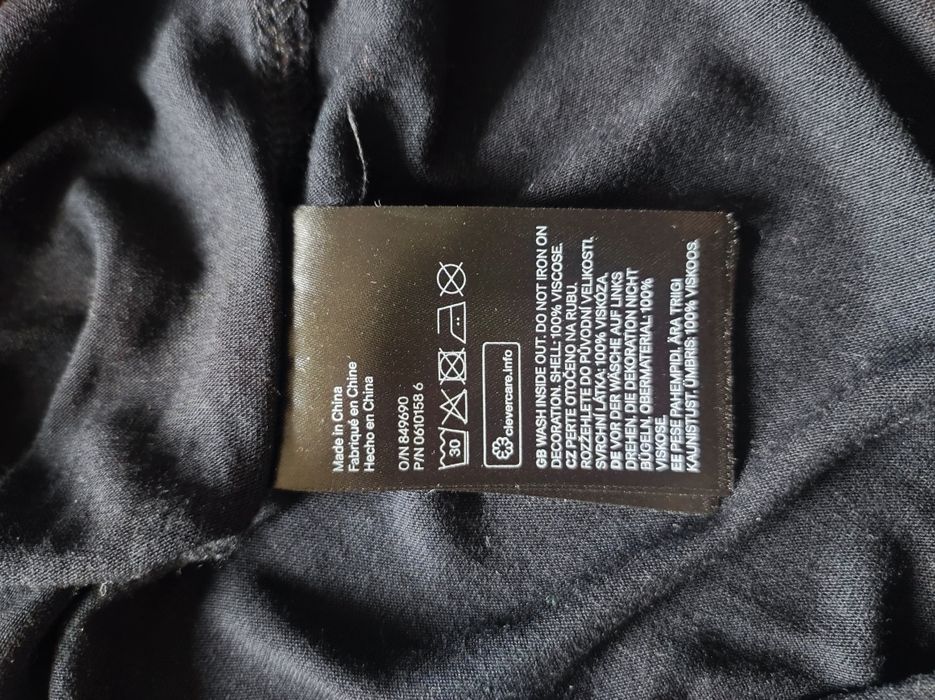 Made in China
Fabriqué en Chine
Hecho en China
O/N 849690
P/N 0610158 6
30
clevercare.info
GB WASH INSIDE OUT. DO NOT IRON ON
DECORATION. SHELL: 100% VISCOSE.
CZ PERTE OTOČENO NA RUBU.
ROZŽEHLETE DO PŮVODNÍ VELIKOSTI.
SVRCHNÍ LÁTKA: 100% VISKÓZA.
DE VOR DER WÄSCHE AUF LINKS
DREHEN. DIE DEKORATION NICHT
BÜGELN. OBERMATERIAL: 100%
VISKOSE.
EE PESE PAHEMPIDI. ÄRA TRIIGI
KAUNISTUST. ÜMBRIS: 100% VISKOOS.